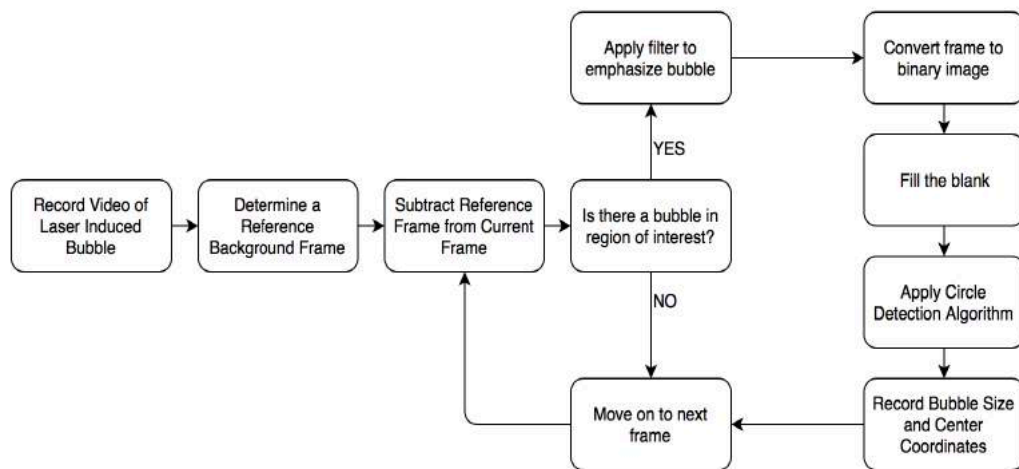 Record Video of
Laser Induced
Bubble
Determine a
Reference
Background Frame
Subtract Reference
Frame from Current
Frame
Is there a bubble in
region of interest?
YES
Apply filter to
emphasize bubble
Convert frame to
binary image
Fill the blank
Apply Circle
Detection Algorithm
Record Bubble Size
and Center
Coordinates
NO
Move on to next
frame